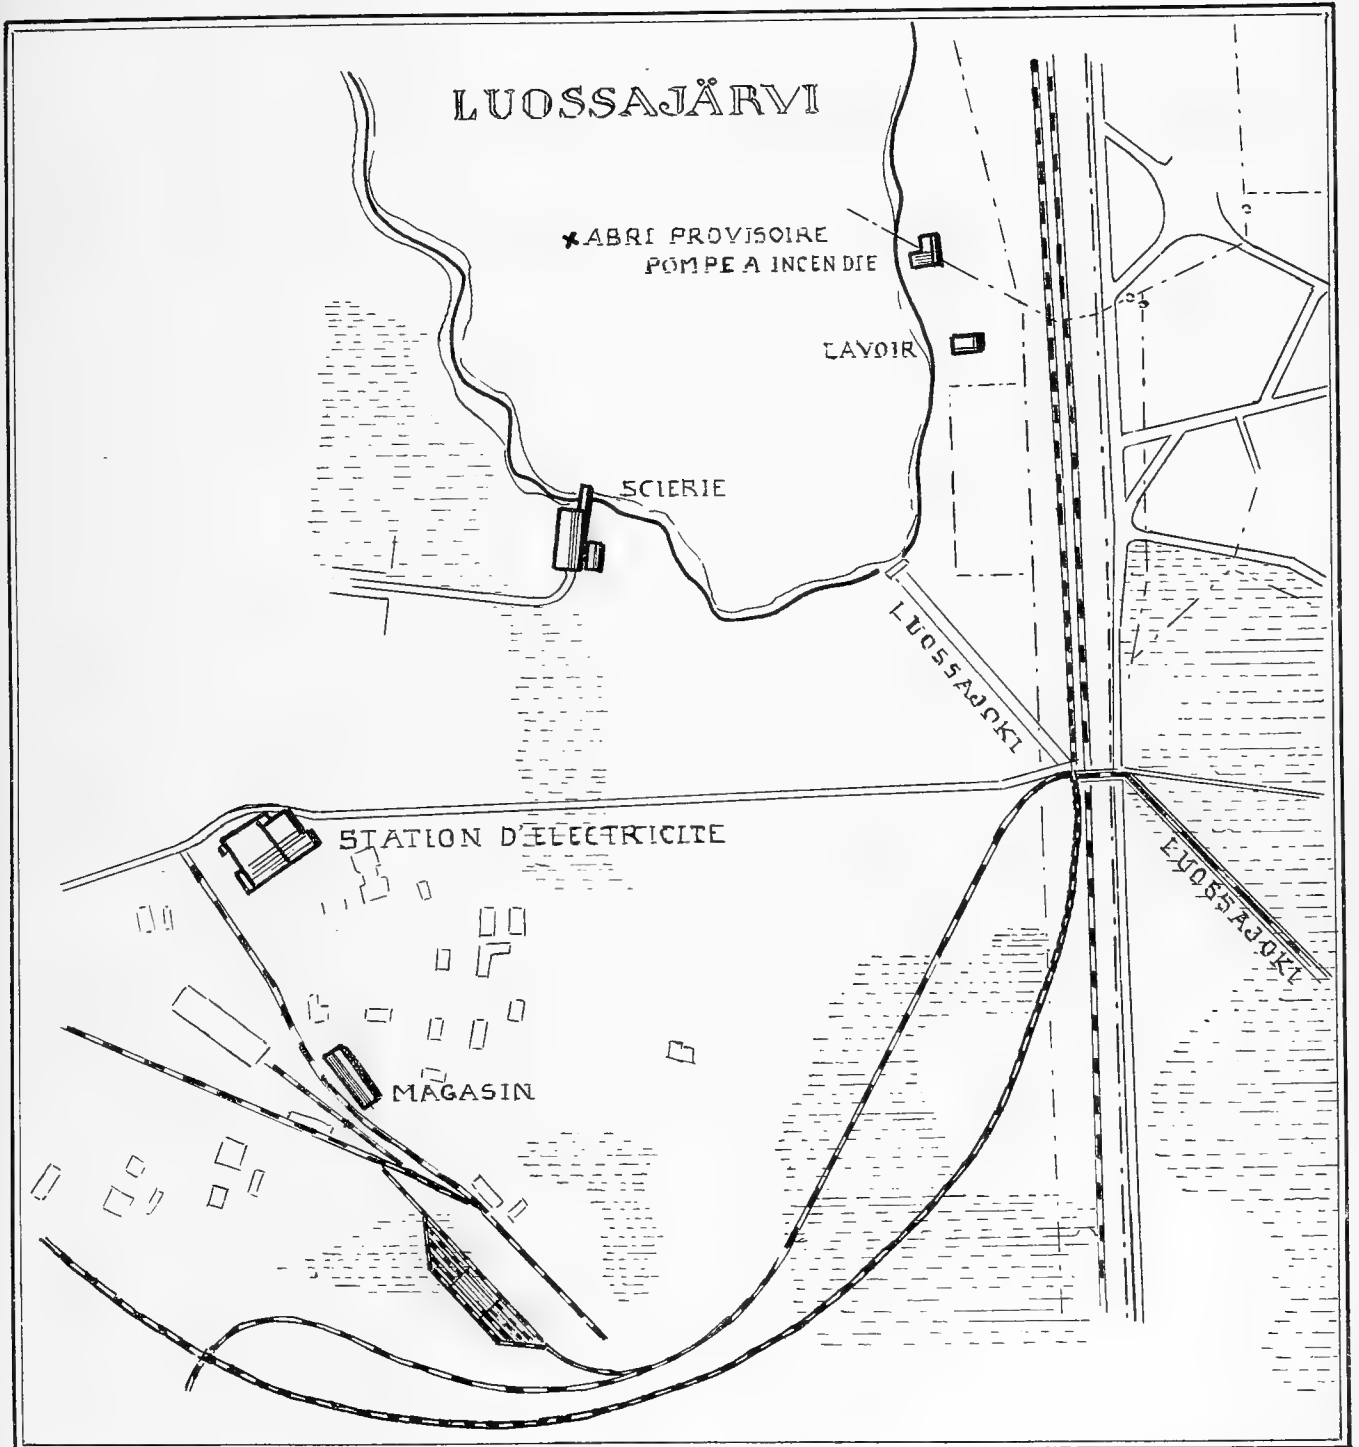 LUOSSAJÄRVI
×ABRI PROVISOIRE
POMPE A INCENDIE
LAVOIR
SCIERIE
LUOSSAJOKI
STATION D'ELECTRICITE
LUOSSAJOKI
MAGASIN